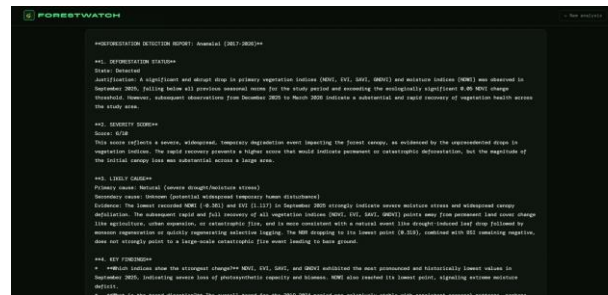 FORESTWATCH
New analysis
**DEFORESTATION DETECTION REPORT: Anamalai (2017-2026)**
**1. DEFORESTATION STATUS**
State: Detected
Justification: A significant and abrupt drop in primary vegetation indices (NDVI, EVI, SAVI, GNDVI) and moisture indices (NDWI) was observed in
September 2025, falling below all previous seasonal norms for the study period and exceeding the ecologically significant 0.05 NDVI change
threshold. However, subsequent observations from December 2025 to March 2026 indicate a substantial and rapid recovery of vegetation health across
the study area.
**2. SEVERITY SCORE**
Score: 6/10
This score reflects a severe, widespread, temporary degradation event impacting the forest canopy, as evidenced by the unprecedented drops in
vegetation indices. The rapid recovery prevents a higher score that would indicate permanent or catastrophic deforestation, but the magnitude of
the initial canopy loss was substantial across a large area.
**3. LIKELY CAUSE**
Primary cause: Natural (severe drought/moisture stress)
Secondary cause: Unknown (potential widespread temporary human disturbance)
Evidence: The lowest recorded NDWI and EVI (1.117) in September 2025 strongly indicate severe moisture stress and widespread canopy
defoliation. The subsequent rapid and full recovery of all vegetation indices (NDVI, EVI, SAVI, GNDVI) points away from permanent land cover change
like agriculture, urban expansion, or catastrophic fire, and is more consistent with a natural event like drought-induced leaf drop followed by
monsoon regeneration or quickly regenerating selective logging. The NBR dropping to its lowest point (0.313), combined with BSI remaining negative,
does not strongly point to a large-scale catastrophic fire event leading to bare ground.
**4. KEY FINDINGS**
* **Which indices show the strongest change?** NDVI, EVI, SAVI, and GNDVI exhibited the most pronounced and historically lowest values in
September 2025, indicating severe loss of photosynthetic capacity and biomass. NDWI also reached its lowest point, signaling extreme moisture
deficit.